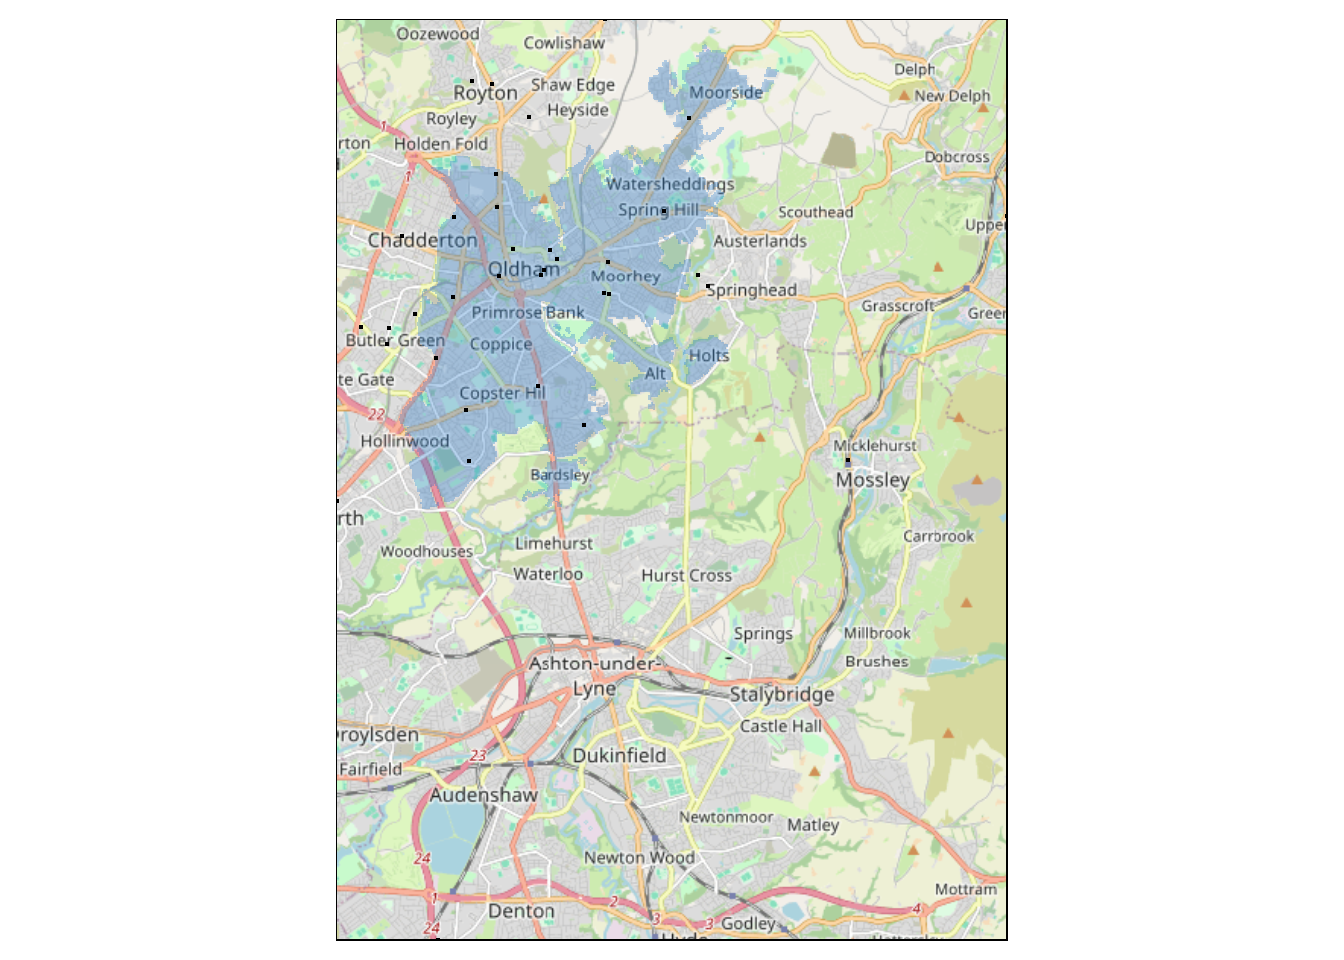 Oozewood
Cowlishaw
Delph
Royton
Shaw Edge
Moorside
New Delph
Heyside
Royley
1
rton
Holden Fold
Dobcross
1
Watersheddings
Spring Hill
Scouthead
Upper
Chadderton
Austerlands
Oldham
Moorhey
Springhead
Grasscroft
Green
Primrose Bank
Butler Green
Coppice
Holts
Alt
te Gate
Copster Hil
22
Hollinwood
Micklehurst
Bardsley
Mossley
rth
Carrbrook
Woodhouses
Limehurst
Waterloo
Hurst Cross
Springs
Millbrook
Brushes
Ashton-under-
Lyne
Stalybridge
Castle Hall
roylsden
23
Dukinfield
Fairfield
Audenshaw
Newtonmoor
Matley
24
Newton Wood
Mottram
1
2
Denton
3
3
4
Godley
24